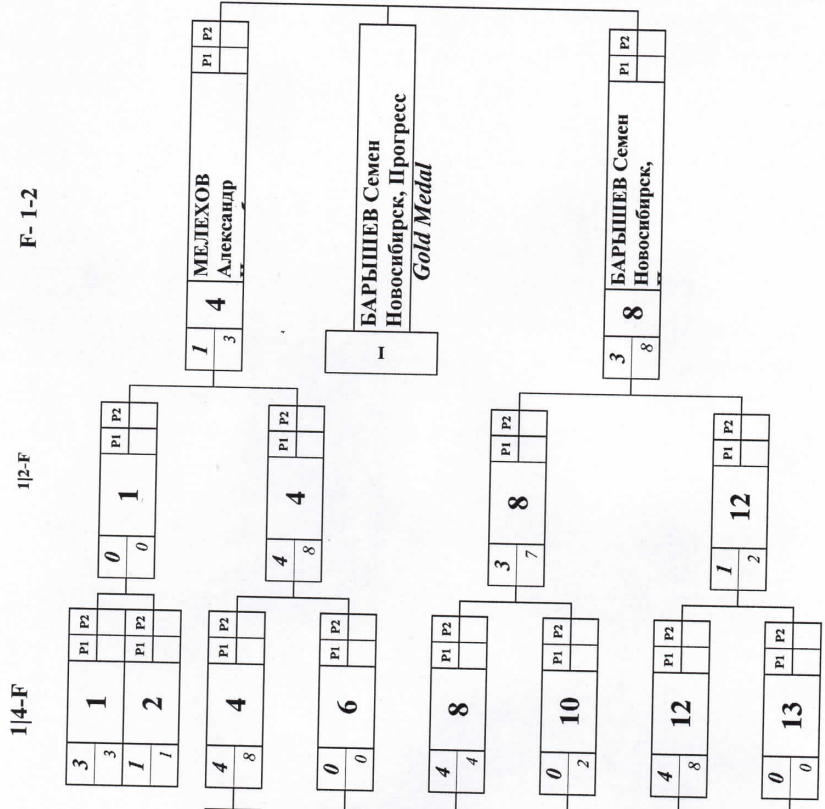 F- 1-2
1|2-F
1|4-F
1
3
4
МЕЛЕХОВ
Александр
P1 P2
I
БАРЫШЕВ Семен
Новосибирск, Прогресс
Gold Medal
3
8
8
БАРЫШЕВ Семен
Новосибирск,
P1 P2
0
0
1
P1 P2
4
8
4
P1 P2
3
7
8
P1 P2
1
2
12
P1 P2
3
3
1
P1 P2
1
1
2
P1 P2
4
8
4
P1 P2
0
0
6
P1 P2
4
4
8
P1 P2
0
2
10
P1 P2
4
8
12
P1 P2
0
0
13
P1 P2